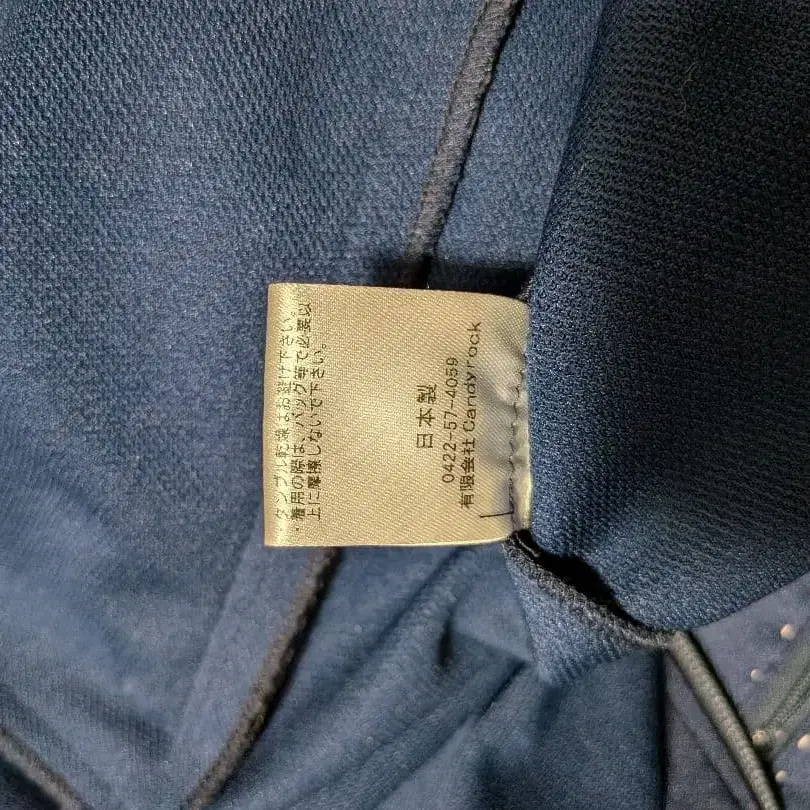 ・タンブル乾燥はお避け下さい。
・着用の際は、バッグ等で必要以
上に摩擦しないで下さい。
日本製
0422-57-4059
有限会社 Candyrock